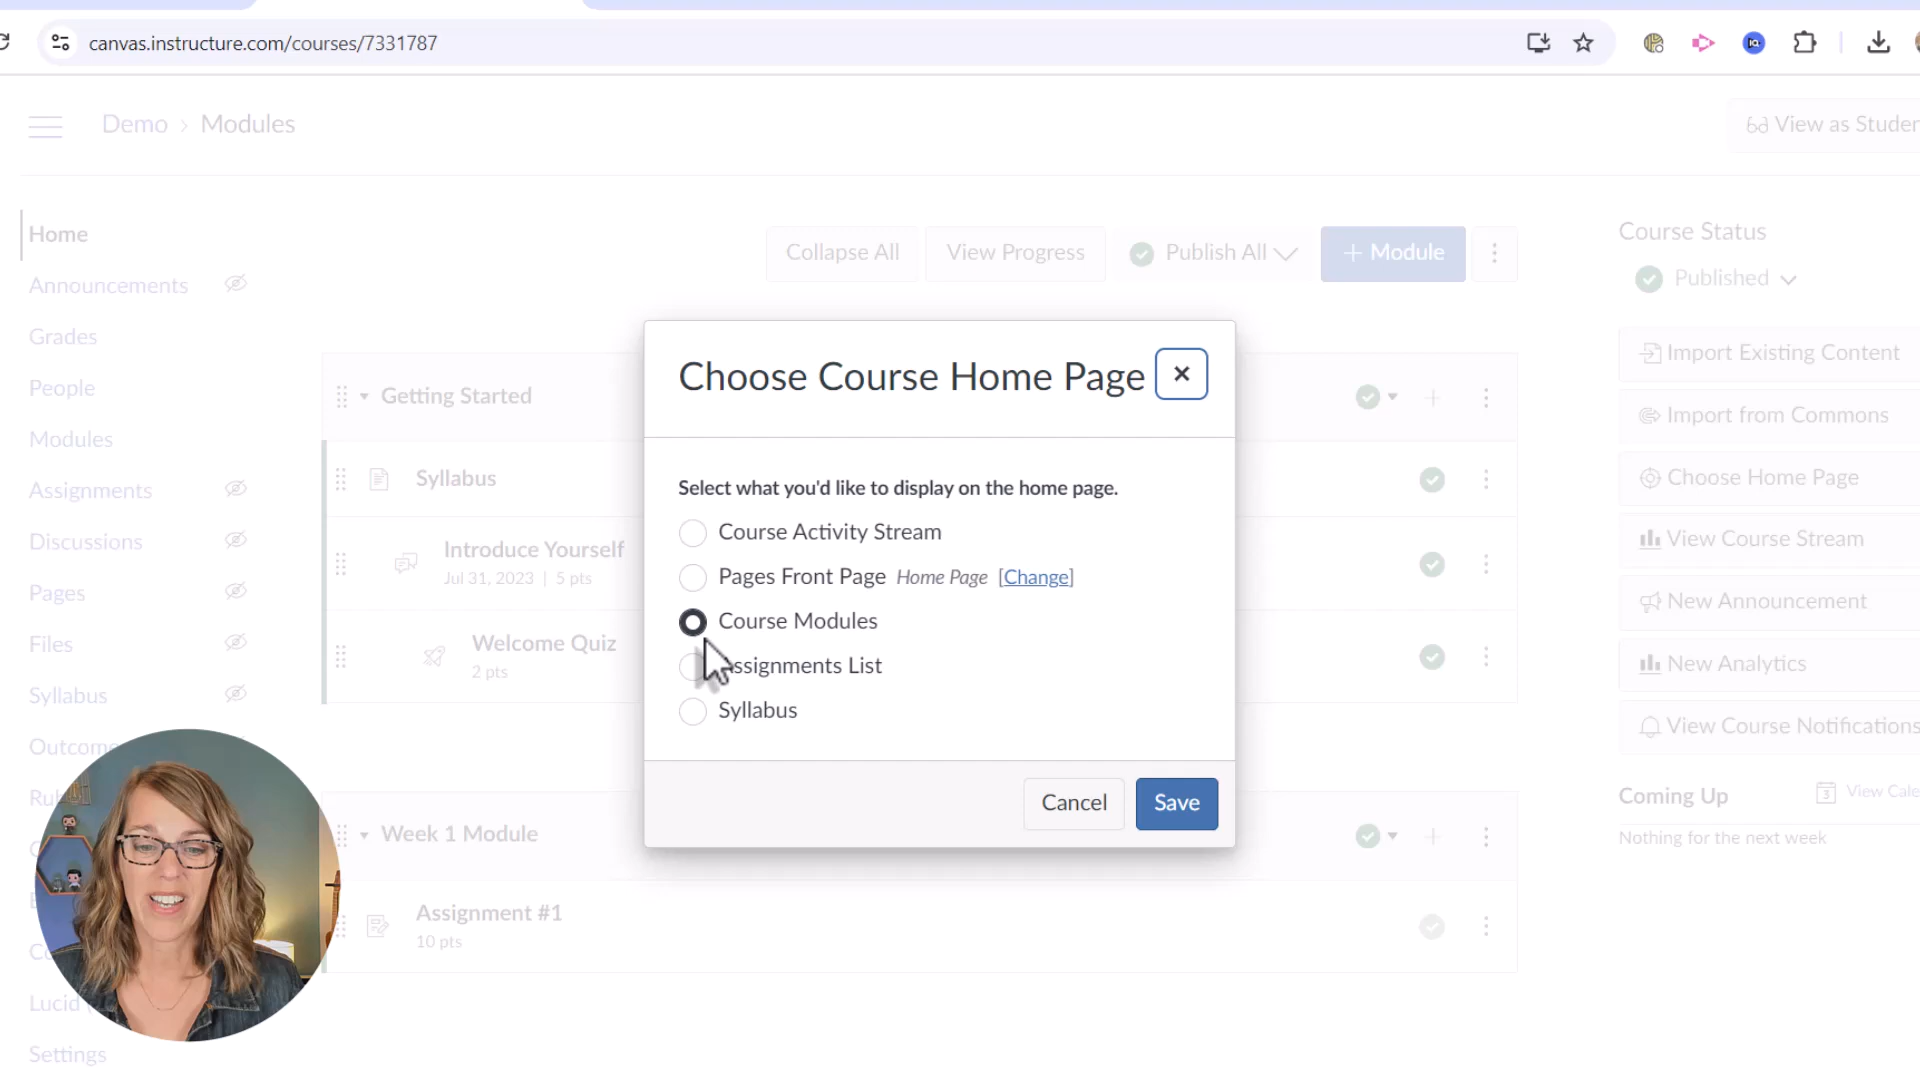 canvas.instructure.com/courses/7331787
Demo › Modules
View as Studen
Home
Announcements
Grades
People
Modules
Assignments
Discussions
Pages
Files
Syllabus
Settings
Collapse All
View Progress
Publish All
+ Module
Getting Started
Syllabus
Introduce Yourself
Jul 31, 2023 | 5 pts
Welcome Quiz
2 pts
Week 1 Module
Assignment #1
10 pts
Choose Course Home Page
Select what you'd like to display on the home page.
Course Activity Stream
Pages Front Page Home Page [Change]
Course Modules
ssignments List
Syllabus
Cancel
Save
Course Status
Published
Import Existing Content
Import from Commons
Choose Home Page
View Course Stream
New Announcement
New Analytics
View Course Notifications
Coming Up
3 View Cale
Nothing for the next week
Outcome
Lucid